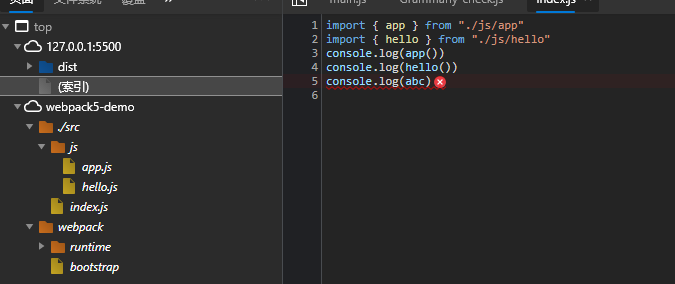 页面 文件系统 覆盖 »
top
127.0.0.1:5500
dist
(索引)
webpack5-demo
./src
js
app.js
hello.js
index.js
webpack
runtime
bootstrap
main.js Grammarly-check.js index.js
1 import { app } from "./js/app"
2 import { hello } from "./js/hello"
3 console.log(app())
4 console.log(hello())
5 console.log(abc)
6